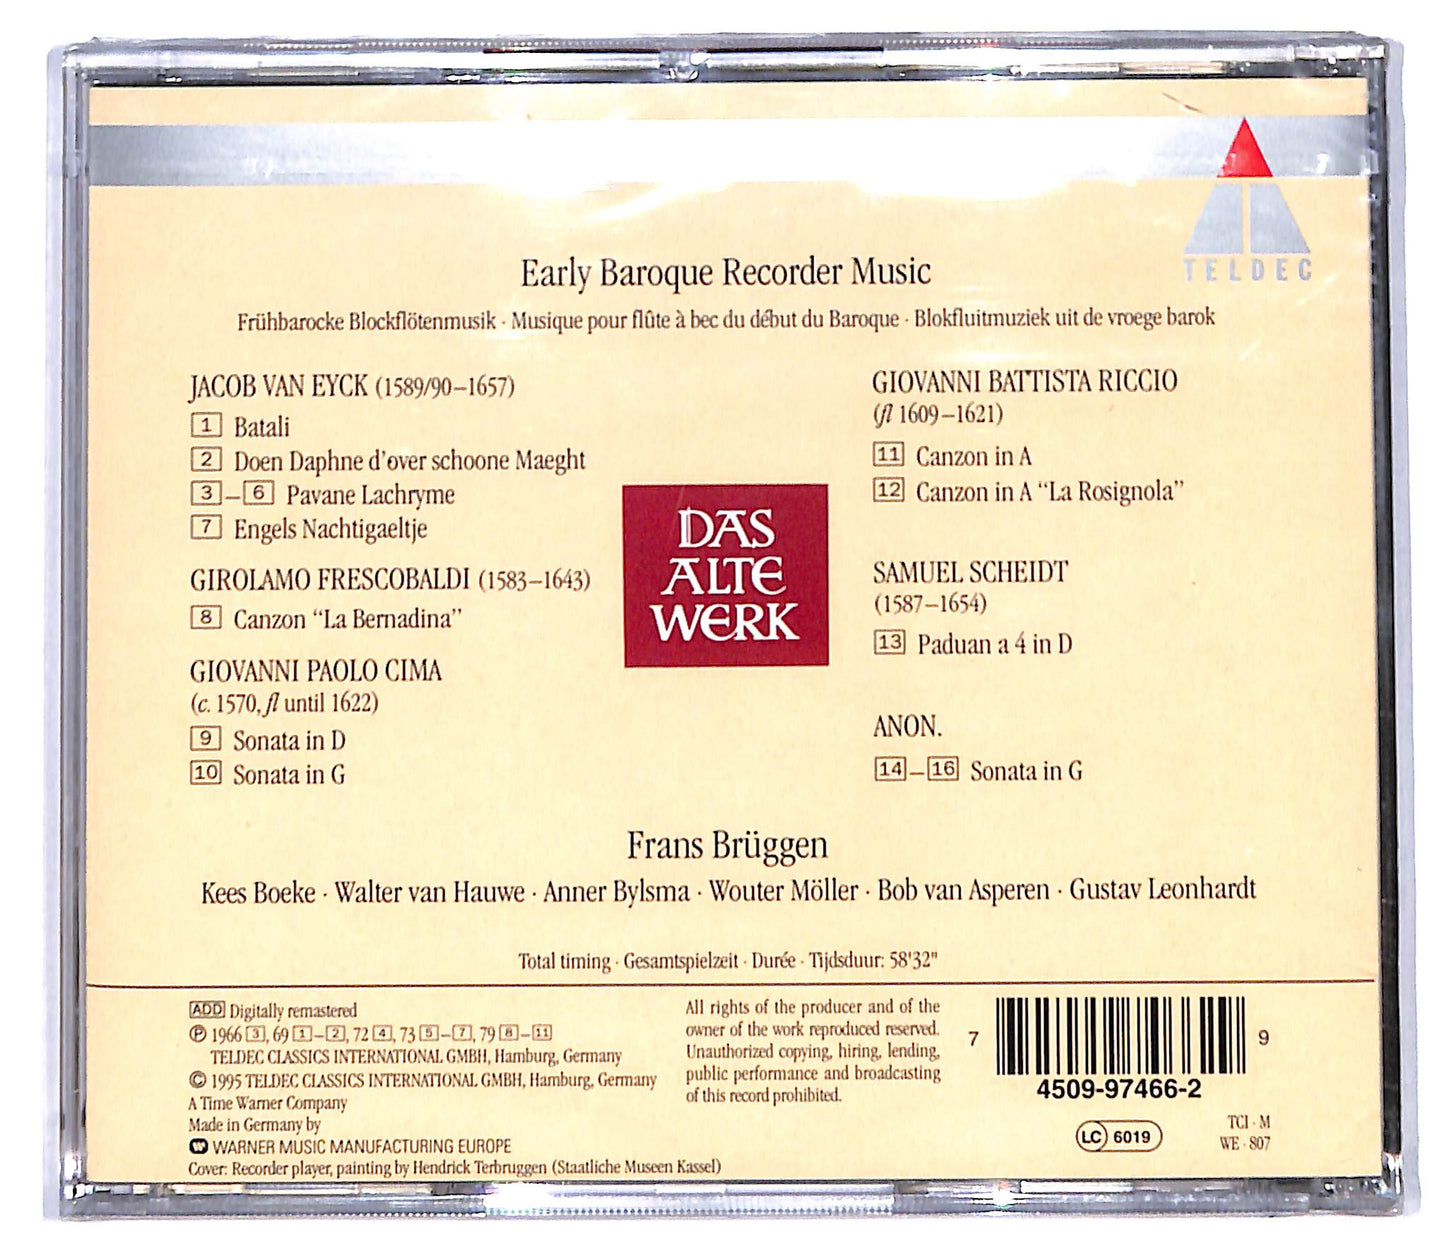 TELDEC
Early Baroque Recorder Music
Frühbarocke Blockflötenmusik · Musique pour flûte à bec du début du Baroque · Blokfluitmuziek uit de vroege barok
JACOB VAN EYCK (1589/90–1657)
1 Batali
2 Doen Daphne d'over schoone Maeght
3 – 6 Pavane Lachryme
7 Engels Nachtigaeltje
GIROLAMO FRESCOBALDI (1583–1643)
8 Canzon “La Bernadina”
GIOVANNI PAOLO CIMA
(c. 1570, fl until 1622)
9 Sonata in D
10 Sonata in G
DAS
ALTE
WERK
GIOVANNI BATTISTA RICCIO
(fl 1609–1621)
11 Canzon in A
12 Canzon in A “La Rosignola”
SAMUEL SCHEIDT
(1587–1654)
13 Paduan a 4 in D
ANON.
14 – 16 Sonata in G
Frans Brüggen
Kees Boeke · Walter van Hauwe · Anner Bylsma · Wouter Möller · Bob van Asperen · Gustav Leonhardt
Total timing · Gesamtspielzeit · Durée · Tijdsduur: 58'32"
ADD Digitally remastered
℗ 1966 3, 69 1 – 2, 72 4, 73 5 – 7, 79 8 – 11
TELDEC CLASSICS INTERNATIONAL GMBH, Hamburg, Germany
© 1995 TELDEC CLASSICS INTERNATIONAL GMBH, Hamburg, Germany
A Time Warner Company
Made in Germany by
WARNER MUSIC MANUFACTURING EUROPE
Cover: Recorder player, painting by Hendrick Terbruggen (Staatliche Museen Kassel)
All rights of the producer and of the
owner of the work reproduced reserved.
Unauthorized copying, hiring, lending,
public performance and broadcasting
of this record prohibited.
7 9
4509-97466-2
LC 6019
TCI · M
WE · 807